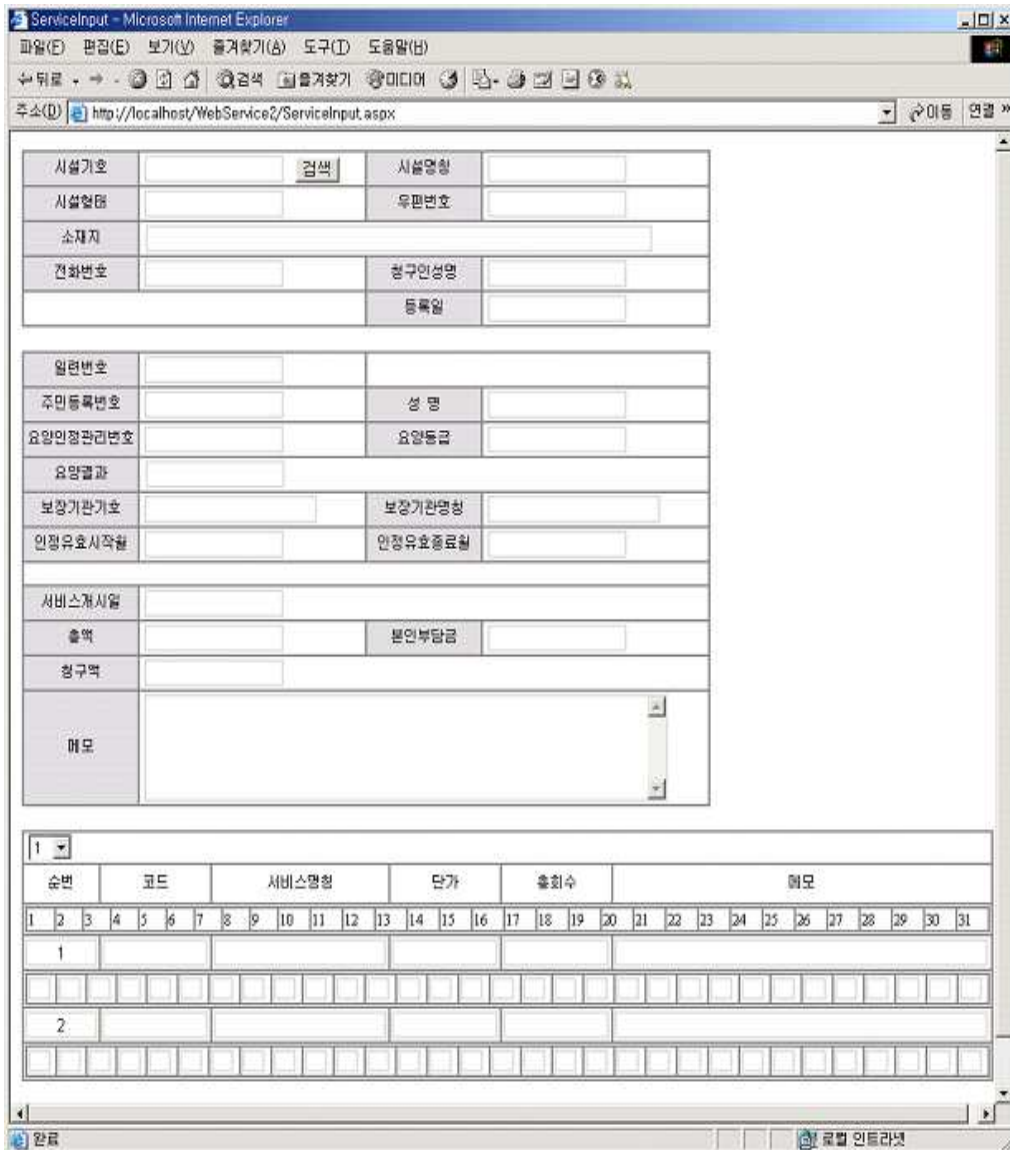 ServiceInput - Microsoft Internet Explorer
파일(F) 편집(E) 보기(V) 즐겨찾기(A) 도구(T) 도움말(H)
뒤로 검색 즐겨찾기 미디어
주소(D) http://localhost/WebService2/ServiceInput.aspx 이동 연결 »
시설기호 검색 시설명칭
시설형태 우편번호
소재지
전화번호 청구인성명
등록일
일련번호
주민등록번호 성 명
요양인정관리번호 요양등급
요양결과
보장기관기호 보장기관명칭
인정유효시작월 인정유효종료월
서비스개시일
총액 본인부담금
청구액
메모
1
순번 코드 서비스명칭 단가 총회수 메모
1 2 3 4 5 6 7 8 9 10 11 12 13 14 15 16 17 18 19 20 21 22 23 24 25 26 27 28 29 30 31
1
2
완료 로컬 인트라넷